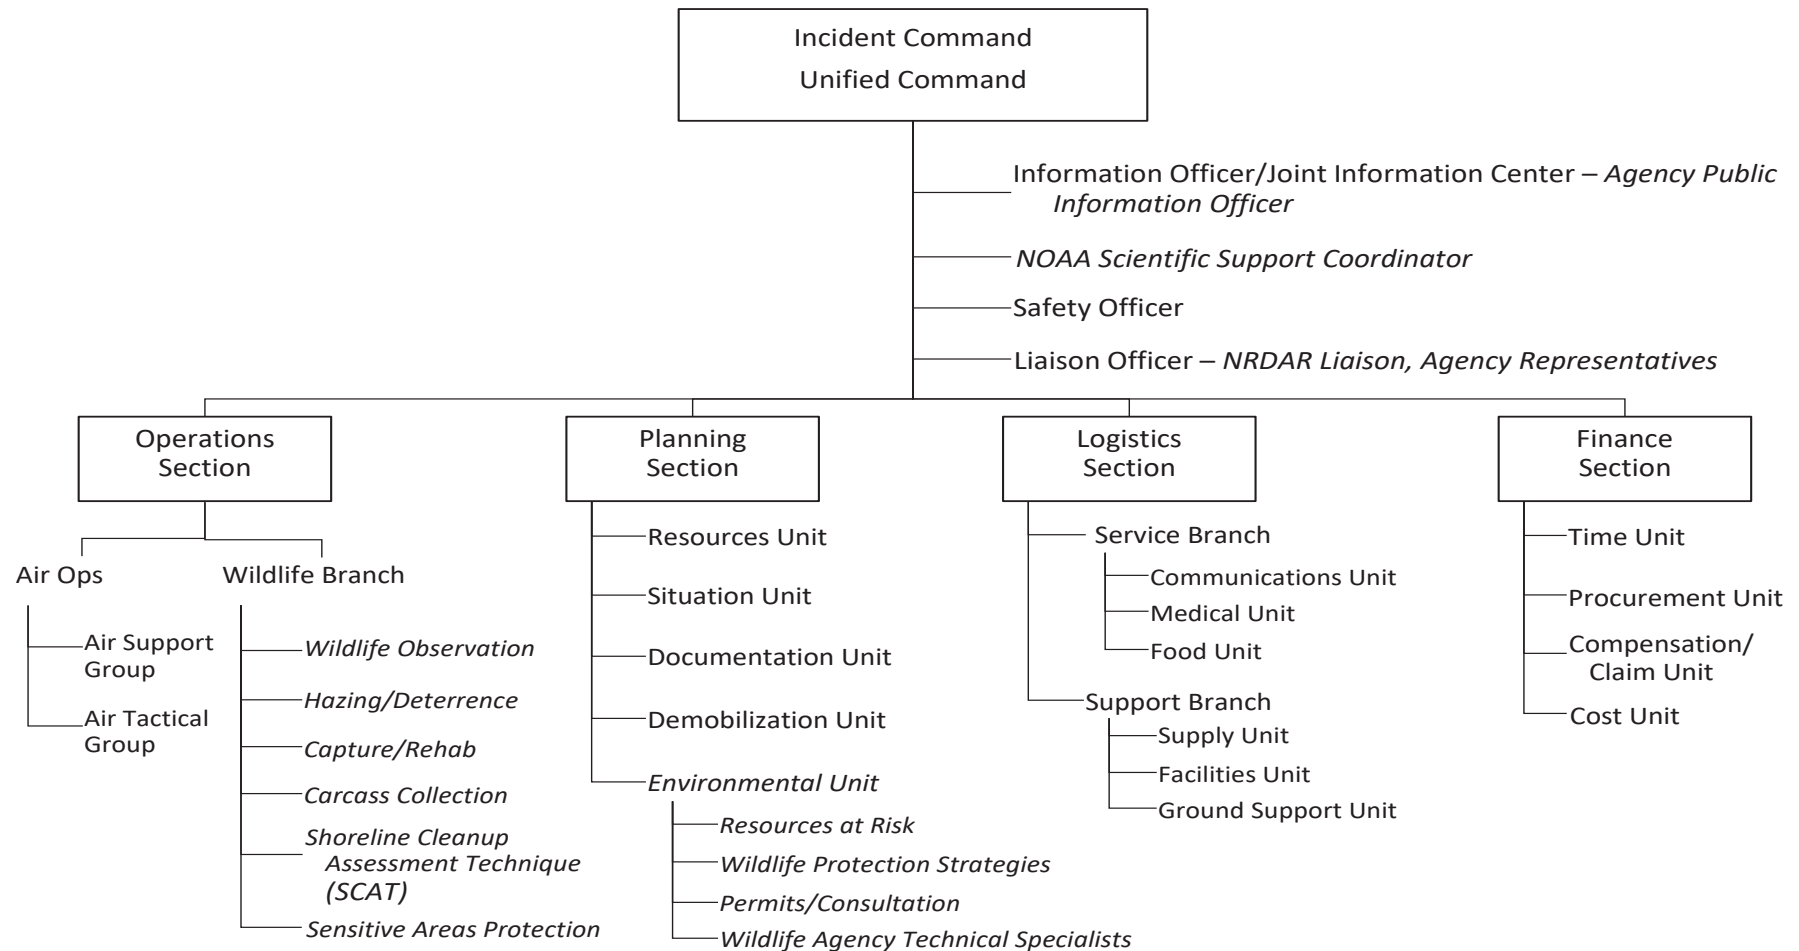 Incident Command
Unified Command
Information Officer/Joint Information Center – Agency Public
Information Officer
NOAA Scientific Support Coordinator
Safety Officer
Liaison Officer – NRDAR Liaison, Agency Representatives
Operations
Section
Air Ops
Air Support
Group
Air Tactical
Group
Wildlife Branch
Wildlife Observation
Hazing/Deterrence
Capture/Rehab
Carcass Collection
Shoreline Cleanup
Assessment Technique
(SCAT)
Sensitive Areas Protection
Planning
Section
Resources Unit
Situation Unit
Documentation Unit
Demobilization Unit
Environmental Unit
Resources at Risk
Wildlife Protection Strategies
Permits/Consultation
Wildlife Agency Technical Specialists
Logistics
Section
Service Branch
Communications Unit
Medical Unit
Food Unit
Support Branch
Supply Unit
Facilities Unit
Ground Support Unit
Finance
Section
Time Unit
Procurement Unit
Compensation/
Claim Unit
Cost Unit